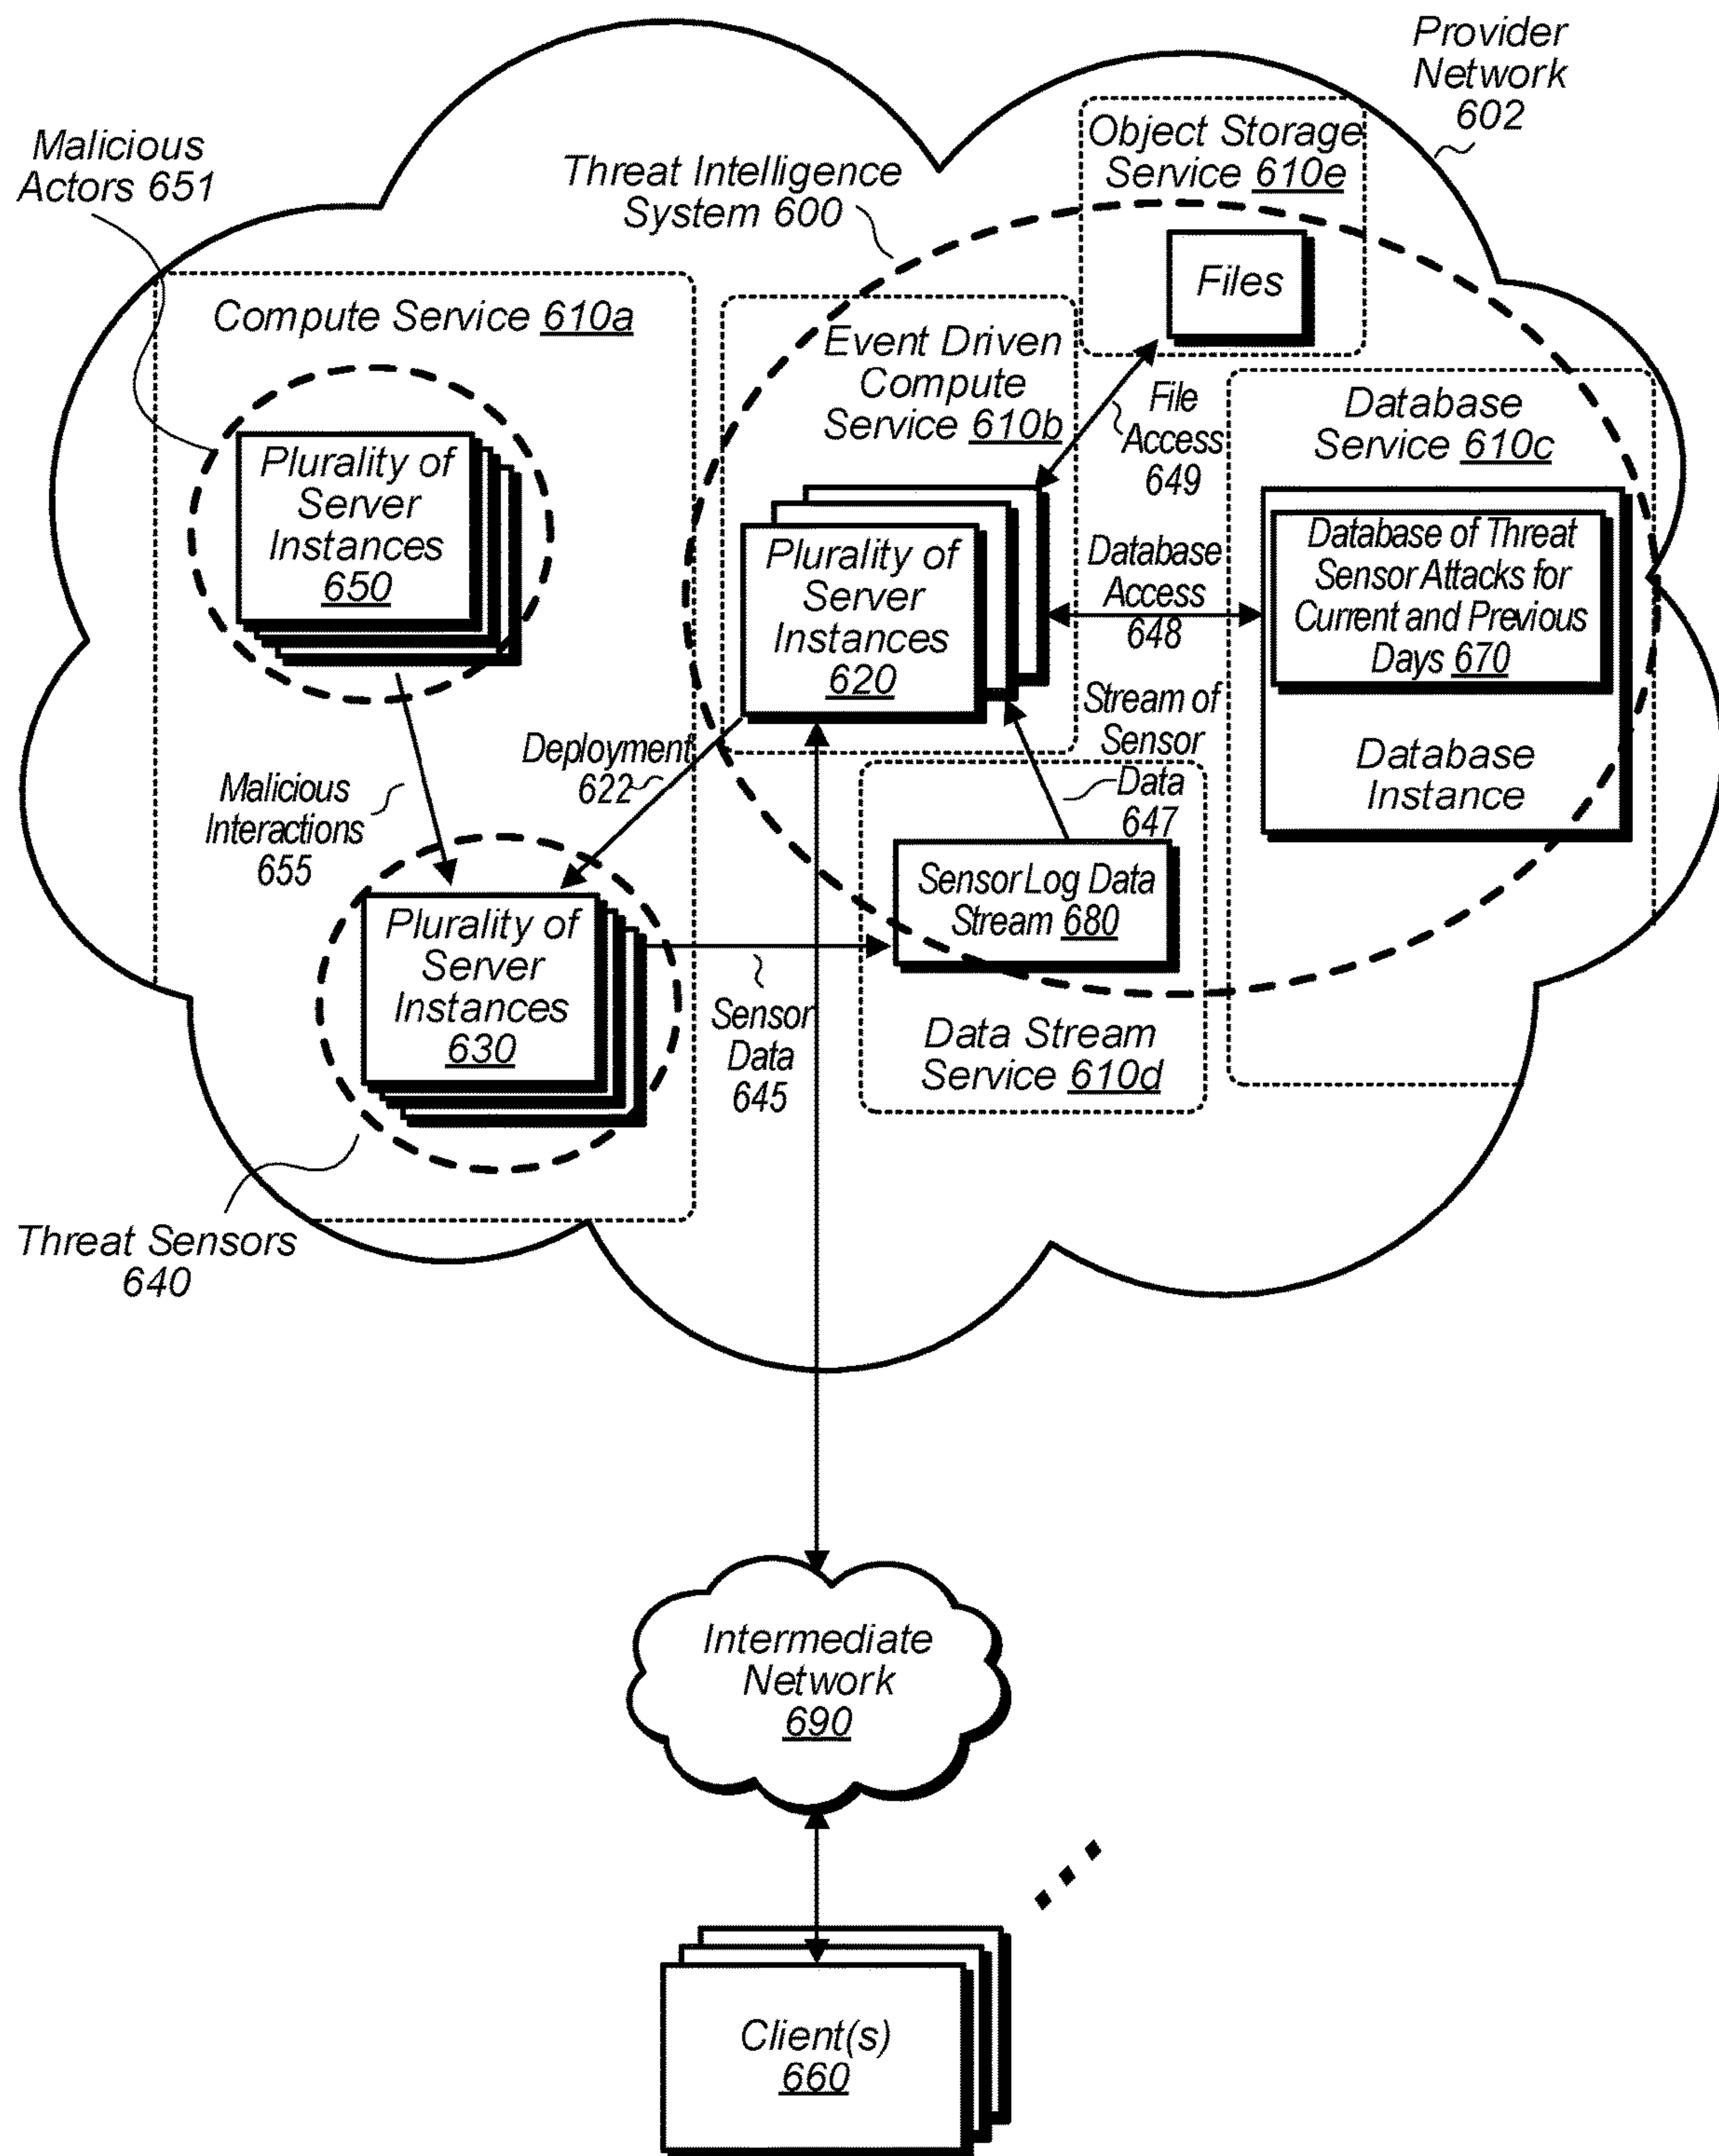 Provider
Network
602
Malicious
Actors 651
Threat Intelligence
System 600
Object Storage
Service 610e
Files
Compute Service 610a
Event Driven
Compute
Service 610b
File
Access
649
Database
Service 610c
Plurality of
Server
Instances
650
Plurality of
Server
Instances
620
Database
Access
648
Database of Threat
Sensor Attacks for
Current and Previous
Days 670
Database
Instance
Deployment
622
Stream of
Sensor
Data
647
Malicious
Interactions
655
Sensor Log Data
Stream 680
Plurality of
Server
Instances
630
Sensor
Data
645
Data Stream
Service 610d
Threat Sensors
640
Intermediate
Network
690
Client(s)
660